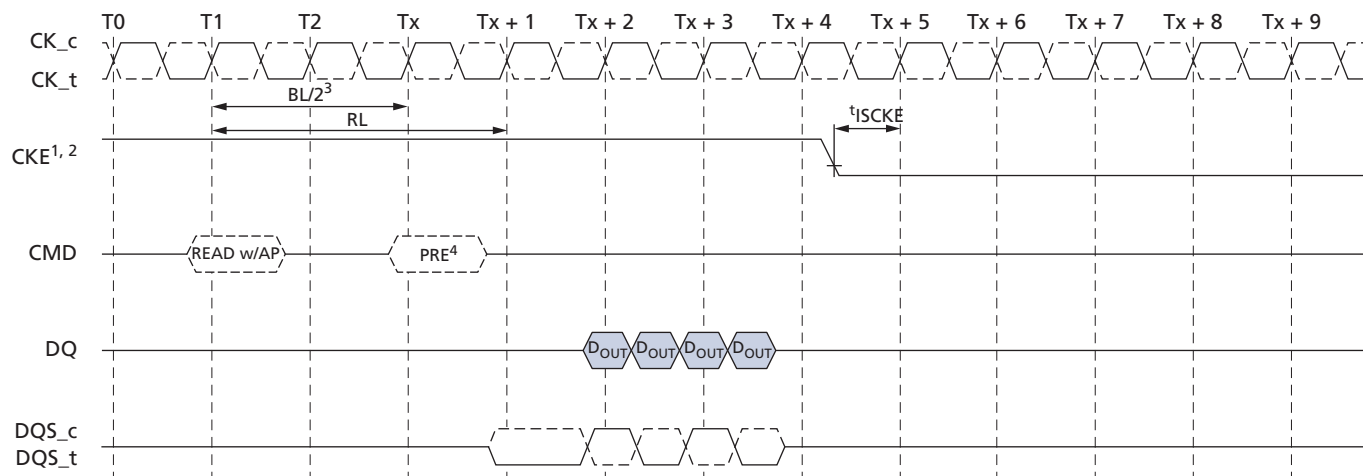 T0 T1 T2 Tx Tx + 1 Tx + 2 Tx + 3 Tx + 4 Tx + 5 Tx + 6 Tx + 7 Tx + 8 Tx + 9
CK_c
CK_t
BL/2³
RL
ᵗISCKE
CKE¹, ²
CMD READ w/AP PRE⁴
DQ DOUT DOUT DOUT DOUT
DQS_c
DQS_t